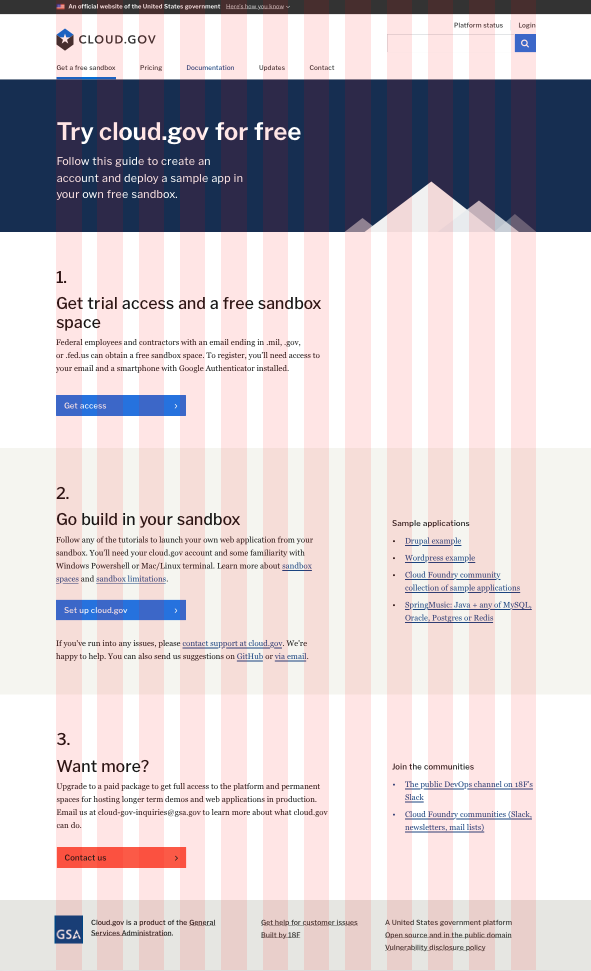 An official website of the United States government Here's how you know
Platform status Login
CLOUD.GOV
Get a free sandbox Pricing Documentation Updates Contact
Try cloud.gov for free
Follow this guide to create an
account and deploy a sample app in
your own free sandbox.
1.
Get trial access and a free sandbox
space
Federal employees and contractors with an email ending in .mil, .gov,
or .fed.us can obtain a free sandbox space. To register, you'll need access to
your email and a smartphone with Google Authenticator installed.
Get access
2.
Go build in your sandbox
Follow any of the tutorials to launch your own web application from your
sandbox. You'll need your cloud.gov account and some familiarity with
Windows Powershell or Mac/Linux terminal. Learn more about sandbox
spaces and sandbox limitations.
Set up cloud.gov
If you've run into any issues, please contact support at cloud.gov. We're
happy to help. You can also send us suggestions on GitHub or via email.
Sample applications
• Drupal example
• Wordpress example
• Cloud Foundry community
collection of sample applications
• SpringMusic: Java + any of MySQL,
Oracle, Postgres or Redis
3.
Want more?
Upgrade to a paid package to get full access to the platform and permanent
spaces for hosting longer term demos and web applications in production.
Email us at cloud-gov-inquiries@gsa.gov to learn more about what cloud.gov
can do.
Contact us
Join the communities
• The public DevOps channel on 18F's
Slack
• Cloud Foundry communities (Slack,
newsletters, mail lists)
GSA
Cloud.gov is a product of the General
Services Administration.
Get help for customer issues
Built by 18F
A United States government platform
Open source and in the public domain
Vulnerability disclosure policy